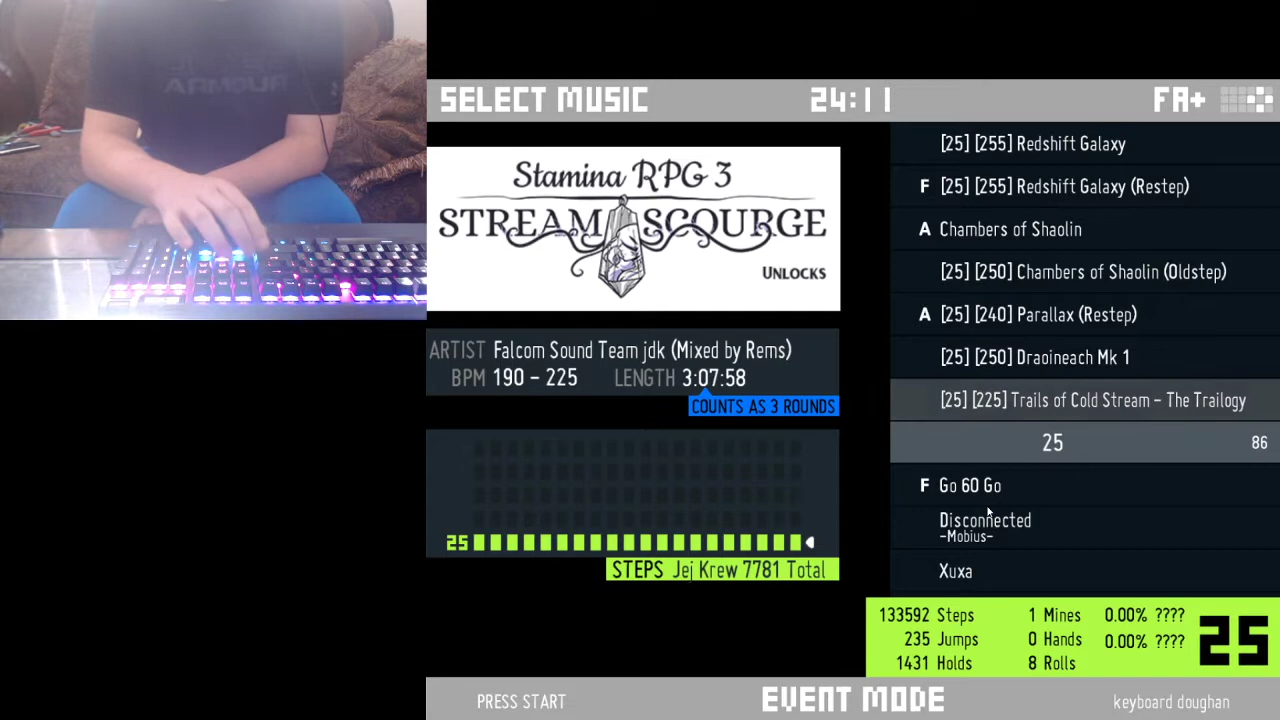 ARMOUR
SELECT MUSIC 24:11 FA+
Stamina RPG 3
STREAM SCOURGE
UNLOCKS
ARTIST Falcom Sound Team jdk (Mixed by Rems)
BPM 190 - 225 LENGTH 3:07:58
COUNTS AS 3 ROUNDS
25
STEPS Jej Krew 7781 Total
[25] [255] Redshift Galaxy
F [25] [255] Redshift Galaxy (Restep)
A Chambers of Shaolin
[25] [250] Chambers of Shaolin (Oldstep)
A [25] [240] Parallax (Restep)
[25] [250] Draoineach Mk 1
[25] [225] Trails of Cold Stream - The Trailogy
25 86
F Go 60 Go
Disconnected
-Mobius-
Xuxa
133592 Steps 1 Mines 0.00% ????
235 Jumps 0 Hands 0.00% ????
1431 Holds 8 Rolls
25
PRESS START EVENT MODE keyboard doughan